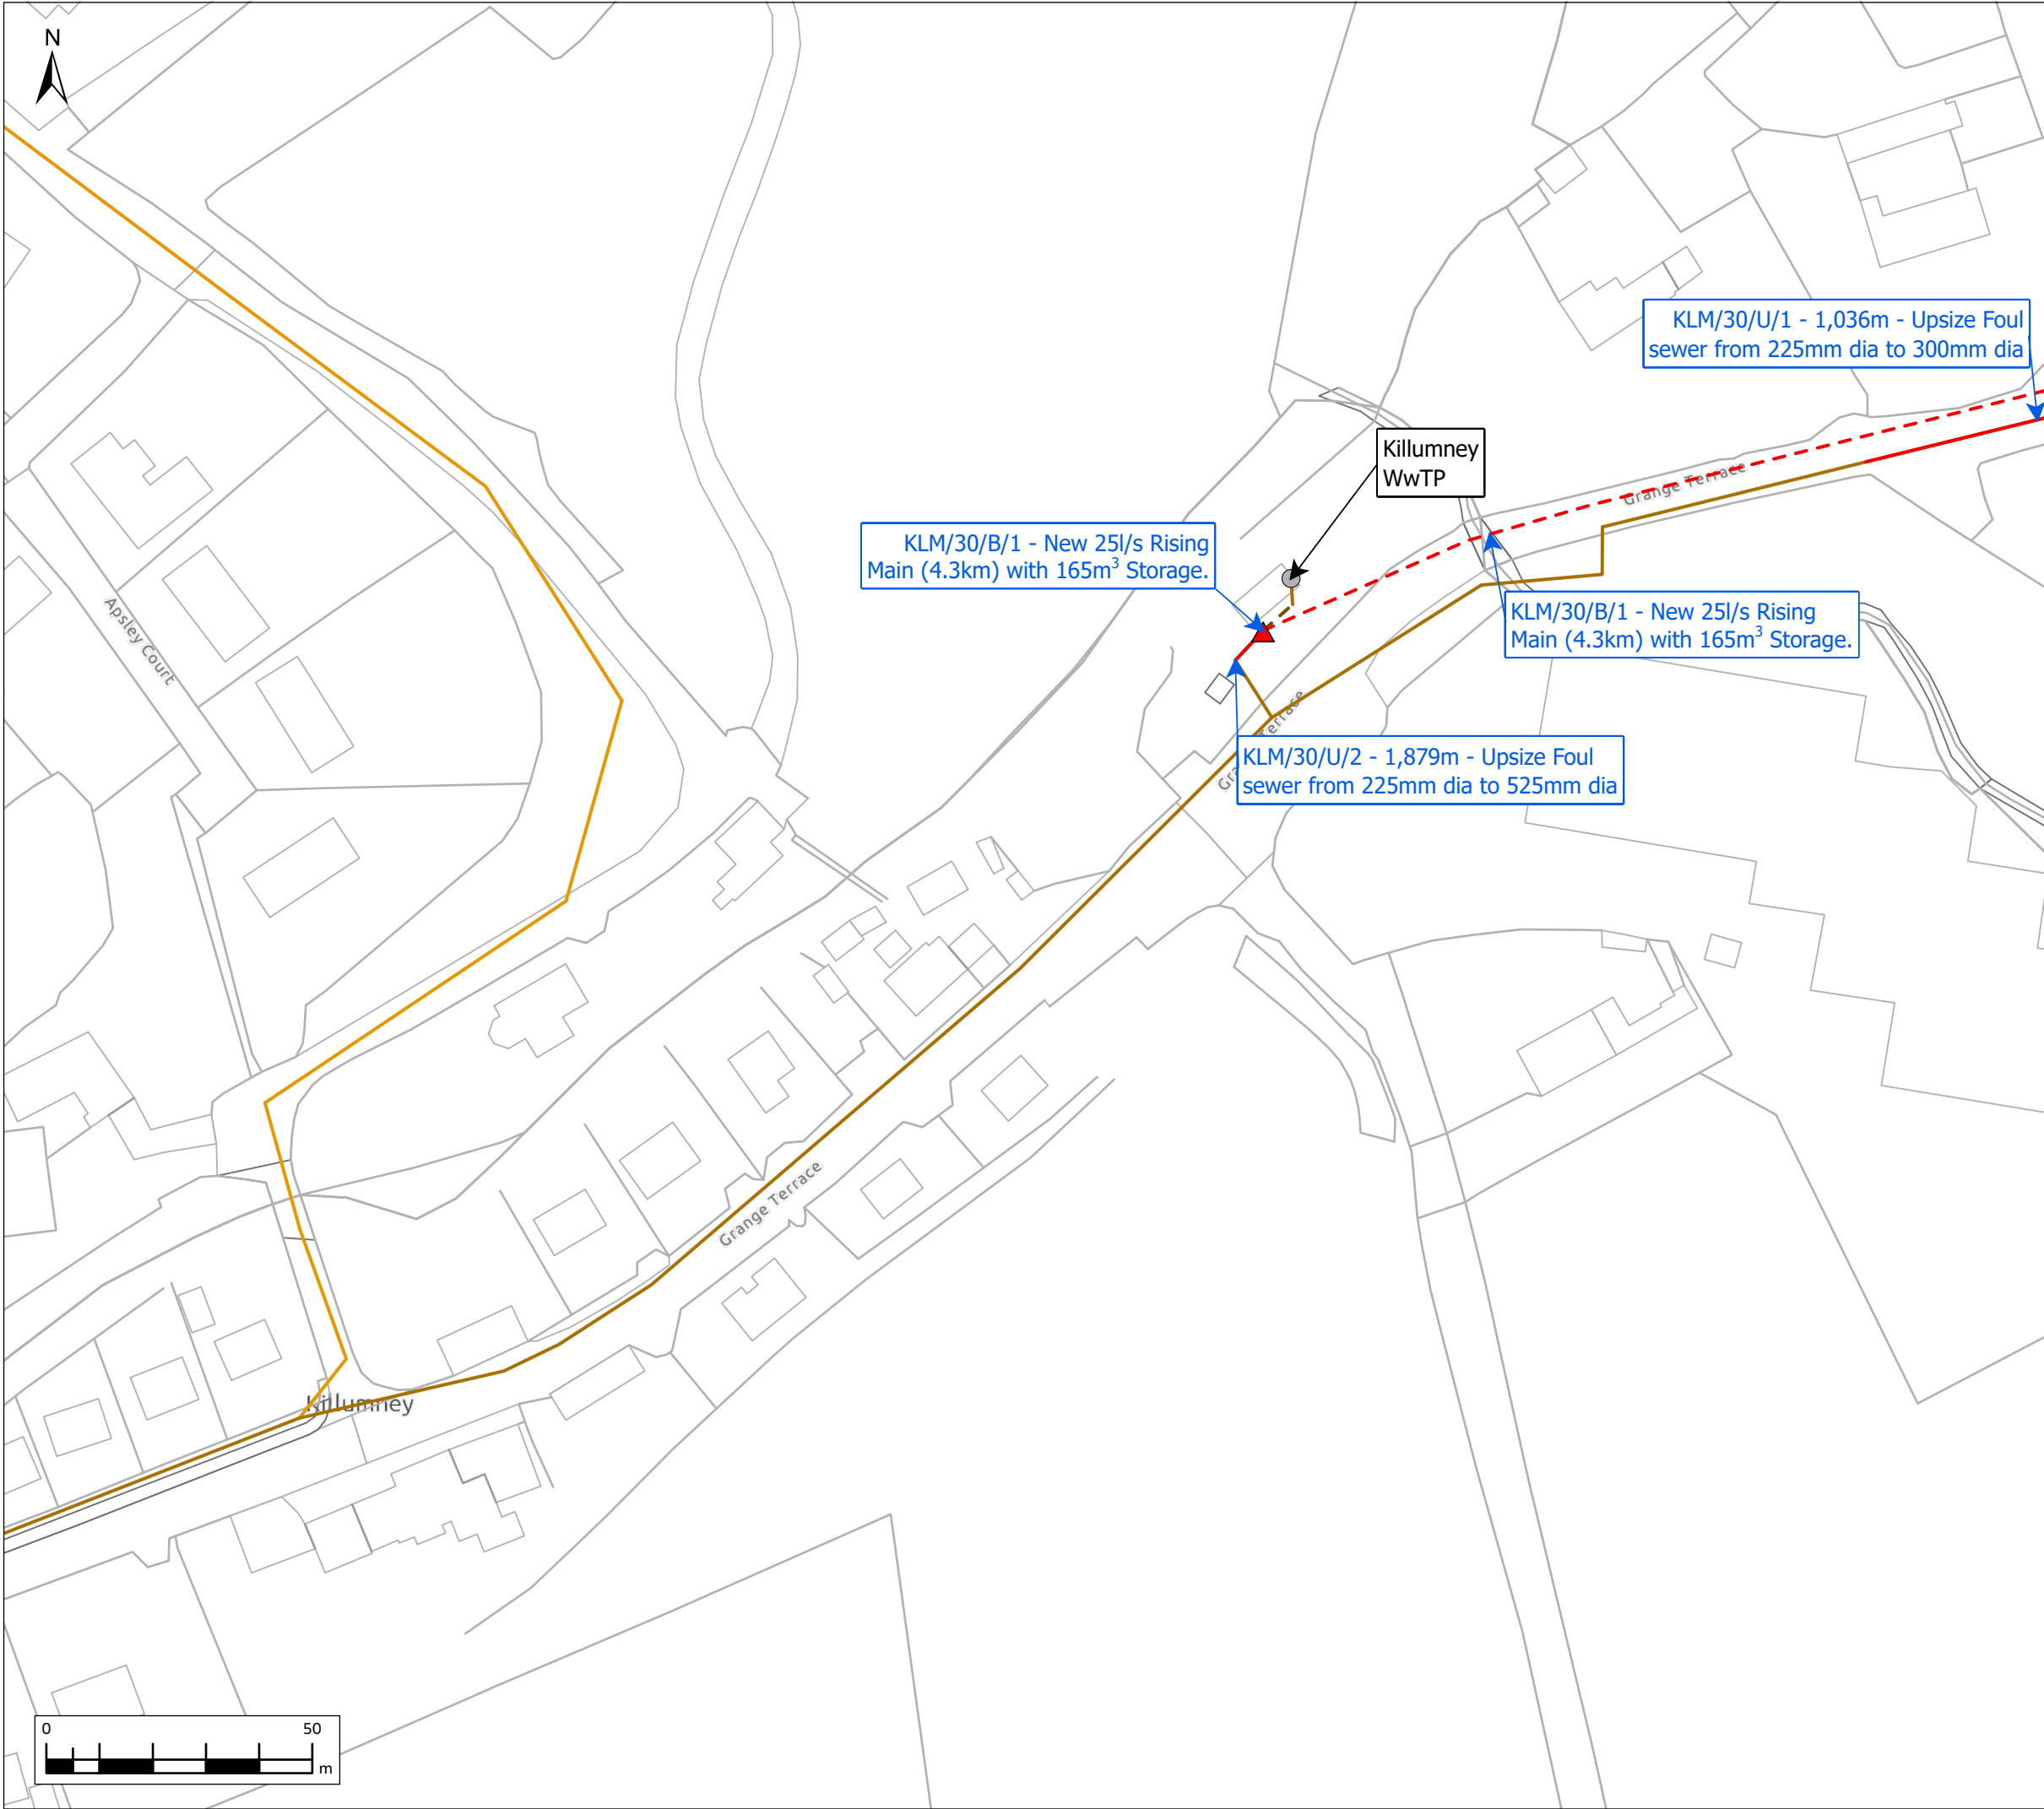 N
KLM/30/U/1 - 1,036m - Upsize Foul
sewer from 225mm dia to 300mm dia
Killumney
WwTP
Grange Terrace
KLM/30/B/1 - New 25l/s Rising
Main (4.3km) with 165m³ Storage.
KLM/30/B/1 - New 25l/s Rising
Main (4.3km) with 165m³ Storage.
Apsley Court
Terrace
KLM/30/U/2 - 1,879m - Upsize Foul
sewer from 225mm dia to 525mm dia
Grange Terrace
Killumney
0 50
m